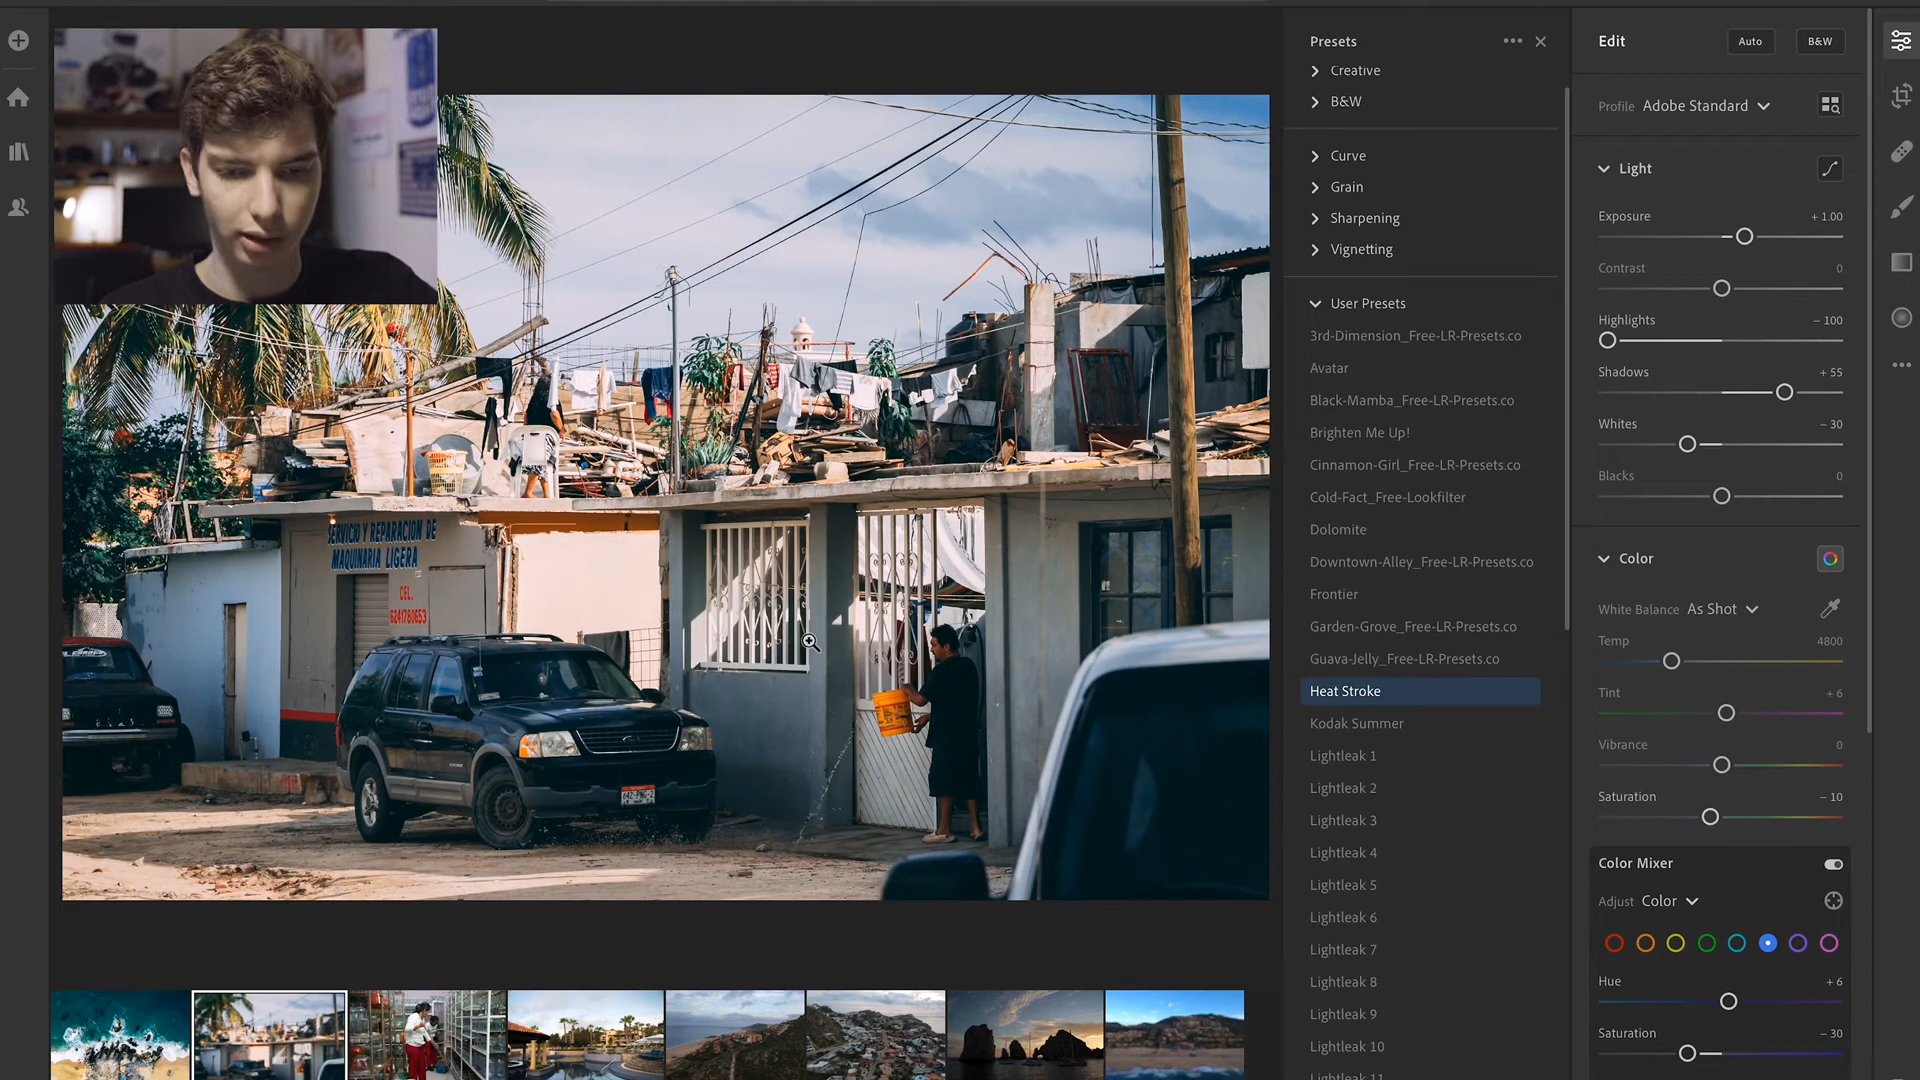 Presets
Creative
B&W
Curve
Grain
Sharpening
Vignetting
User Presets
3rd-Dimension_Free-LR-Presets.co
Avatar
Black-Mamba_Free-LR-Presets.co
Brighten Me Up!
Cinnamon-Girl_Free-LR-Presets.co
Cold-Fact_Free-Lookfilter
Dolomite
Downtown-Alley_Free-LR-Presets.co
Frontier
Garden-Grove_Free-LR-Presets.co
Guava-Jelly_Free-LR-Presets.co
Heat Stroke
Kodak Summer
Lightleak 1
Lightleak 2
Lightleak 3
Lightleak 4
Lightleak 5
Lightleak 6
Lightleak 7
Lightleak 8
Lightleak 9
Lightleak 10
Lightleak 11
Edit
Auto
B&W
Profile Adobe Standard
Light
Exposure + 1.00
Contrast 0
Highlights – 100
Shadows + 55
Whites – 30
Blacks 0
Color
White Balance As Shot
Temp 4800
Tint + 6
Vibrance 0
Saturation – 10
Color Mixer
Adjust Color
Hue + 6
Saturation – 30
SERVICIO Y REPARACION DE
MAQUINARIA LIGERA
CEL.
6241780653